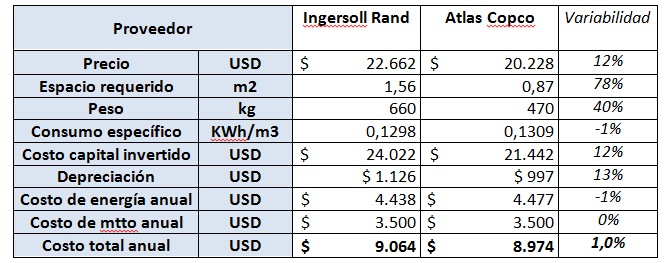 Proveedor Ingersoll Rand Atlas Copco Variabilidad
Precio USD $ 22.662 $ 20.228 12%
Espacio requerido m2 1,56 0,87 78%
Peso kg 660 470 40%
Consumo específico KWh/m3 0,1298 0,1309 -1%
Costo capital invertido USD $ 24.022 $ 21.442 12%
Depreciación USD $ 1.126 $ 997 13%
Costo de energía anual USD $ 4.438 $ 4.477 -1%
Costo de mtto anual USD $ 3.500 $ 3.500 0%
Costo total anual USD $ 9.064 $ 8.974 1,0%